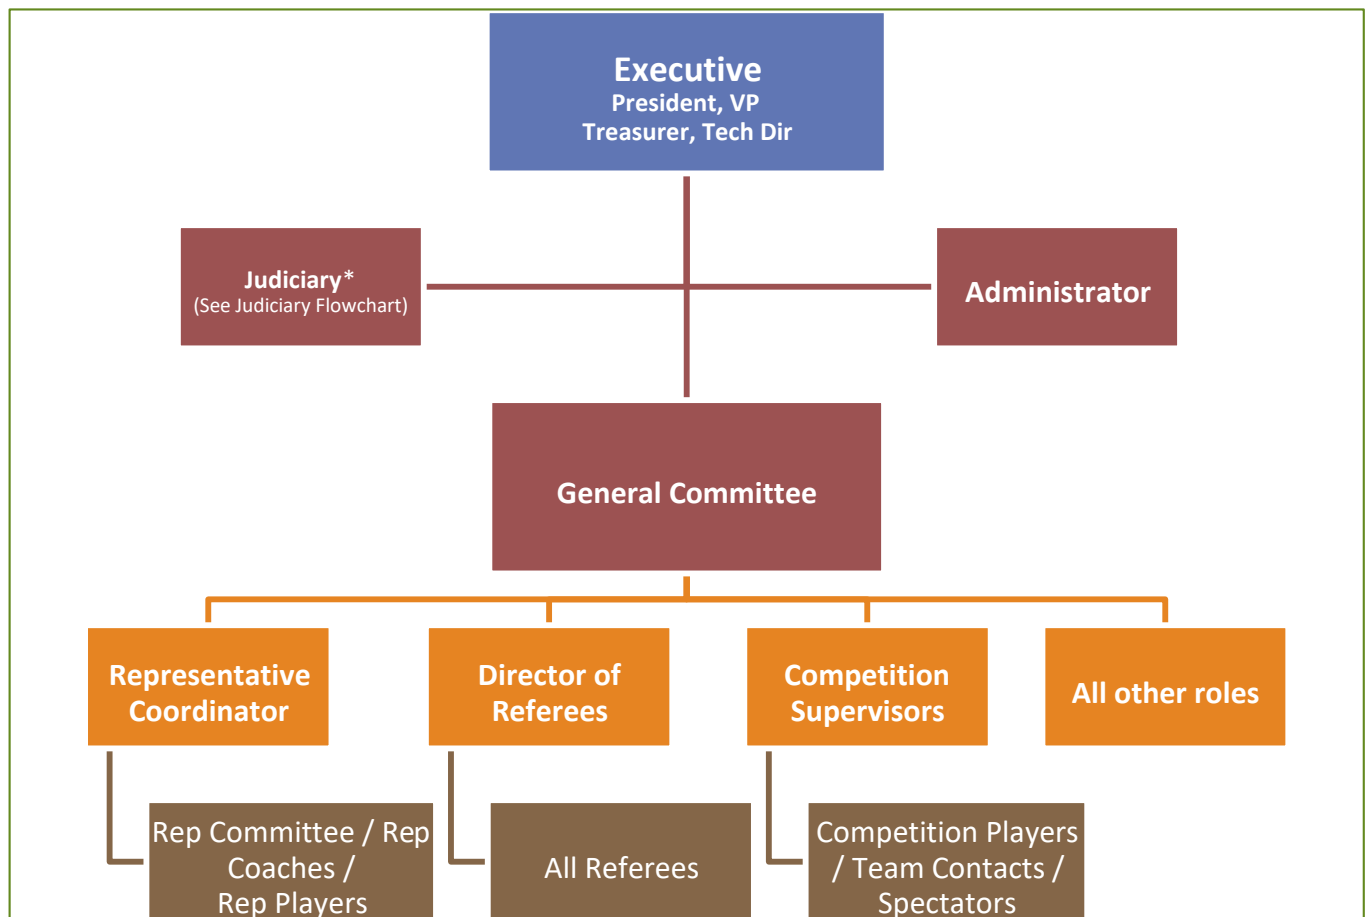 Executive
President, VP
Treasurer, Tech Dir
Judiciary*
(See Judiciary Flowchart)
Administrator
General Committee
Representative
Coordinator
Director of
Referees
Competition
Supervisors
All other roles
Rep Committee / Rep
Coaches /
Rep Players
All Referees
Competition Players
/ Team Contacts /
Spectators